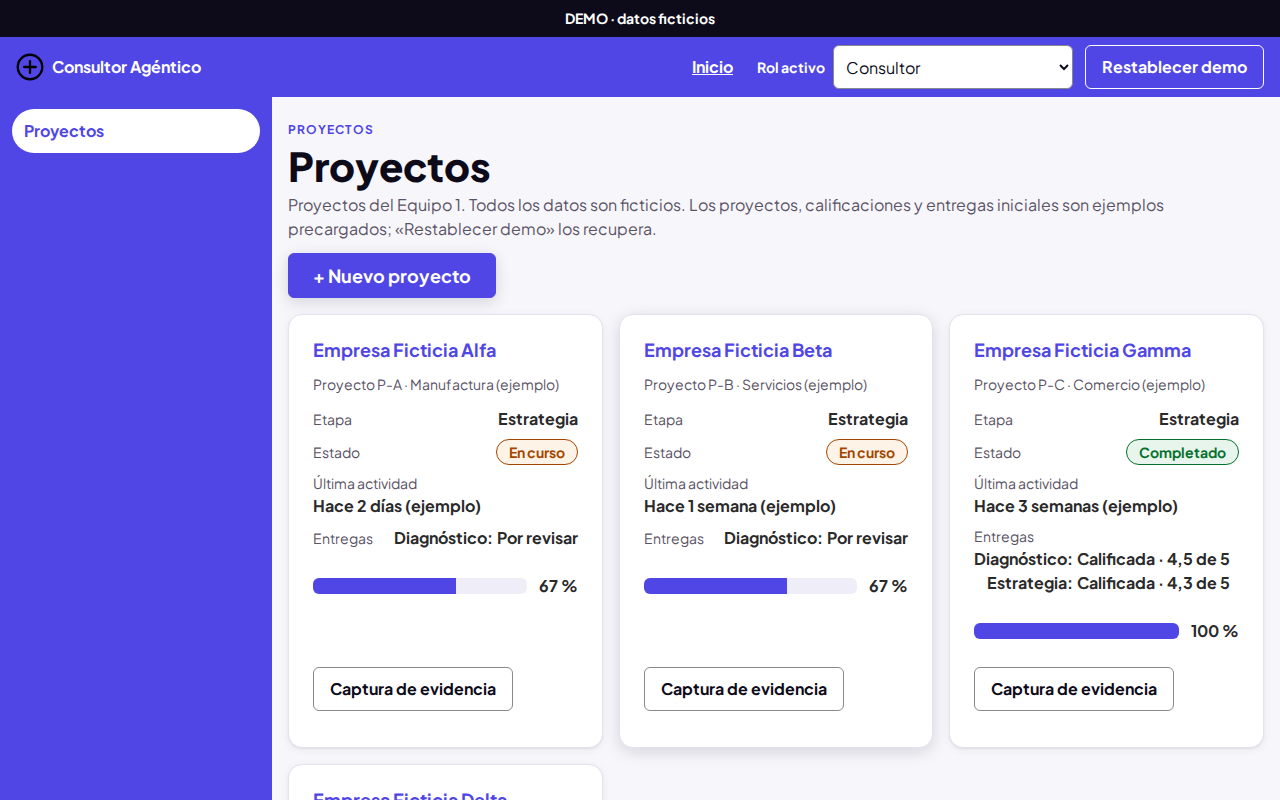 DEMO · datos ficticios
Consultor Agéntico
Inicio
Rol activo
Consultor
Restablecer demo
Proyectos
PROYECTOS
Proyectos
Proyectos del Equipo 1. Todos los datos son ficticios. Los proyectos, calificaciones y entregas iniciales son ejemplos
precargados; «Restablecer demo» los recupera.
+ Nuevo proyecto
Empresa Ficticia Alfa
Proyecto P-A · Manufactura (ejemplo)
Etapa Estrategia
Estado En curso
Última actividad
Hace 2 días (ejemplo)
Entregas Diagnóstico: Por revisar
67 %
Captura de evidencia
Empresa Ficticia Beta
Proyecto P-B · Servicios (ejemplo)
Etapa Estrategia
Estado En curso
Última actividad
Hace 1 semana (ejemplo)
Entregas Diagnóstico: Por revisar
67 %
Captura de evidencia
Empresa Ficticia Gamma
Proyecto P-C · Comercio (ejemplo)
Etapa Estrategia
Estado Completado
Última actividad
Hace 3 semanas (ejemplo)
Entregas
Diagnóstico: Calificada · 4,5 de 5
Estrategia: Calificada · 4,3 de 5
100 %
Captura de evidencia
Empresa Ficticia Delta